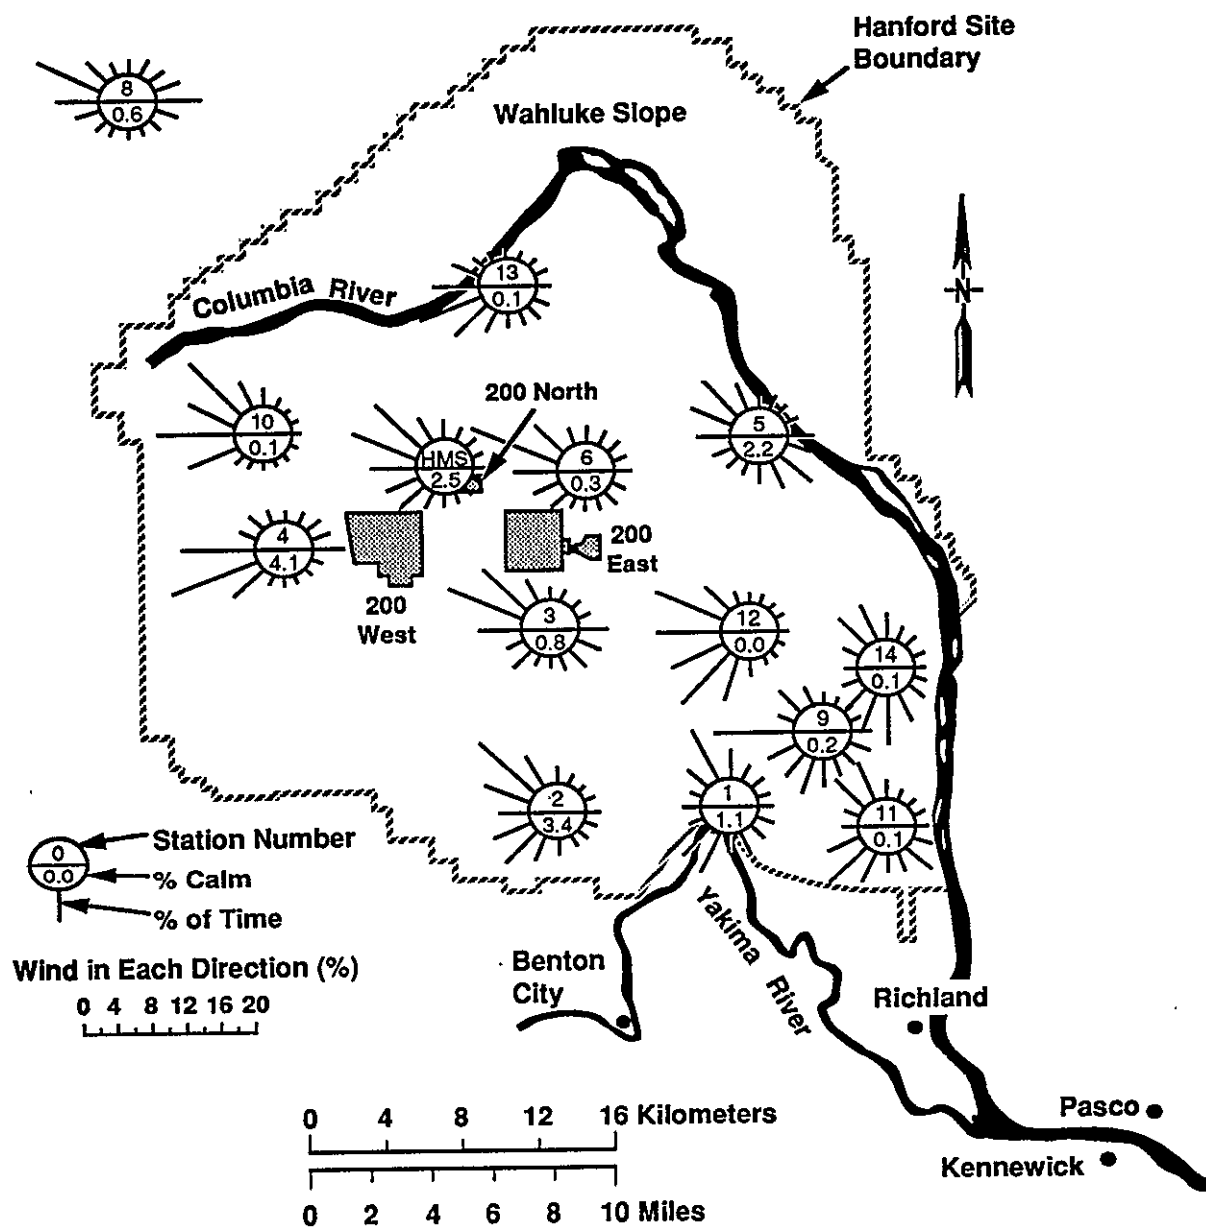 Hanford Site
Boundary
8
0.6
Wahluke Slope
N
13
0.1
Columbia River
200 North
10
0.1
HMS
2.5
6
0.3
5
2.2
4
4.1
200
East
200
West
3
0.8
12
0.0
14
0.1
9
0.2
2
3.4
1
1.1
11
0.1
0
0.0
Station Number
% Calm
% of Time
Wind in Each Direction (%)
0 4 8 12 16 20
Benton
City
Yakima River
Richland
Pasco
Kennewick
0 4 8 12 16 Kilometers
0 2 4 6 8 10 Miles